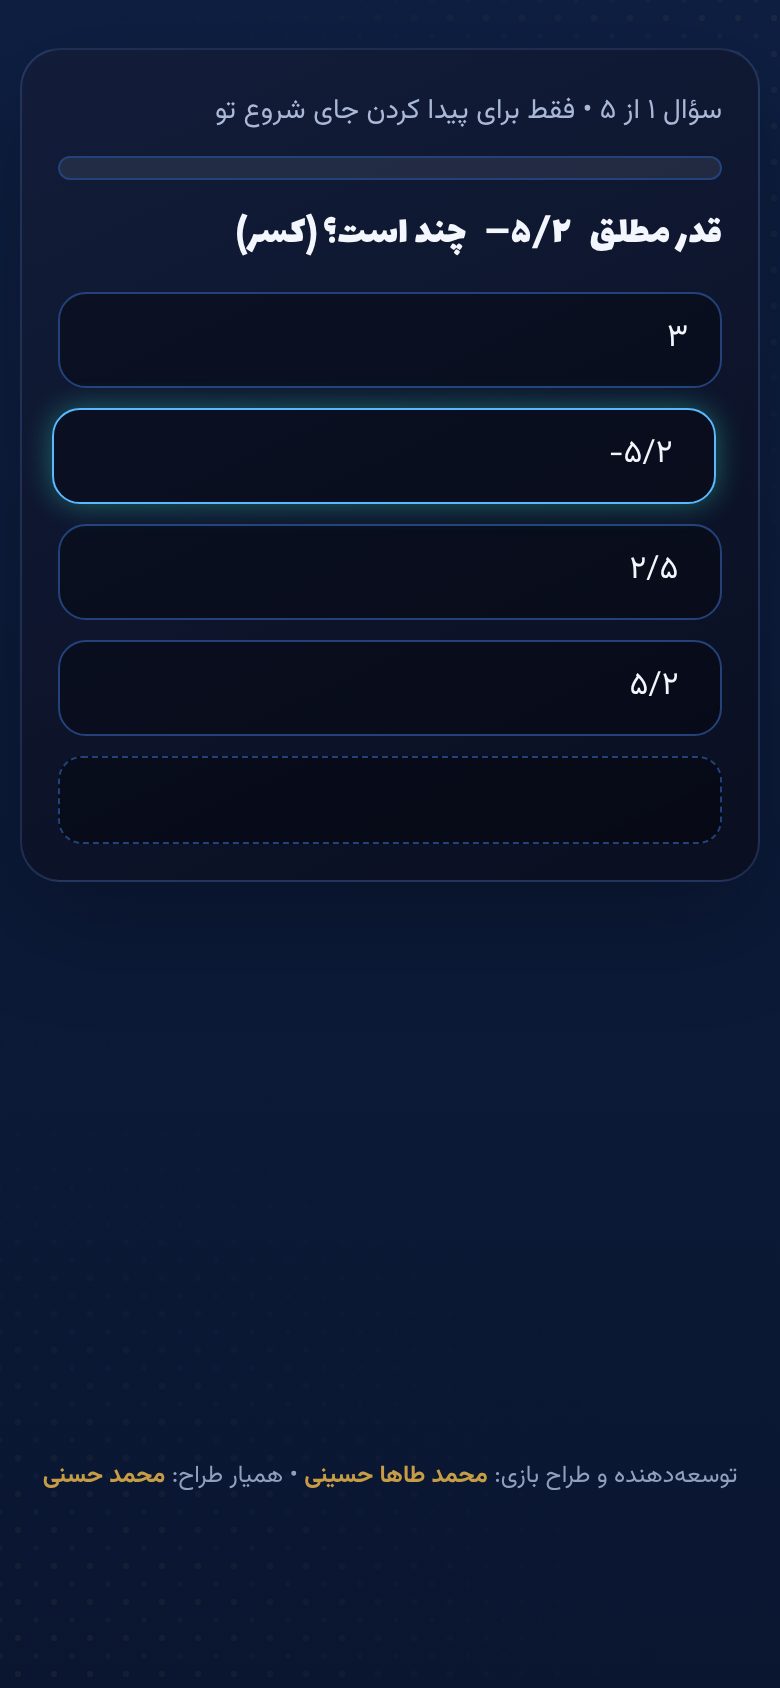 سؤال ۱ از ۵ • فقط برای پیدا کردن جای شروع تو
قدر مطلق −۵/۲ چند است؟ (کسر)
۳
-۵/۲
۲/۵
۵/۲
توسعه‌دهنده و طراح بازی: محمد طاها حسینی • همیار طراح: محمد حسنی